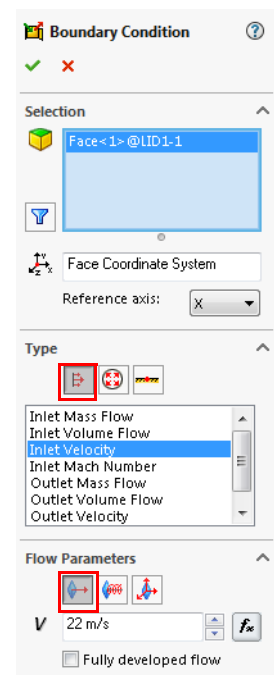 Boundary Condition
Selection
Face<1>@LID1-1
Face Coordinate System
Reference axis: X
Type
Inlet Mass Flow
Inlet Volume Flow
Inlet Velocity
Inlet Mach Number
Outlet Mass Flow
Outlet Volume Flow
Outlet Velocity
Flow Parameters
V 22 m/s
Fully developed flow